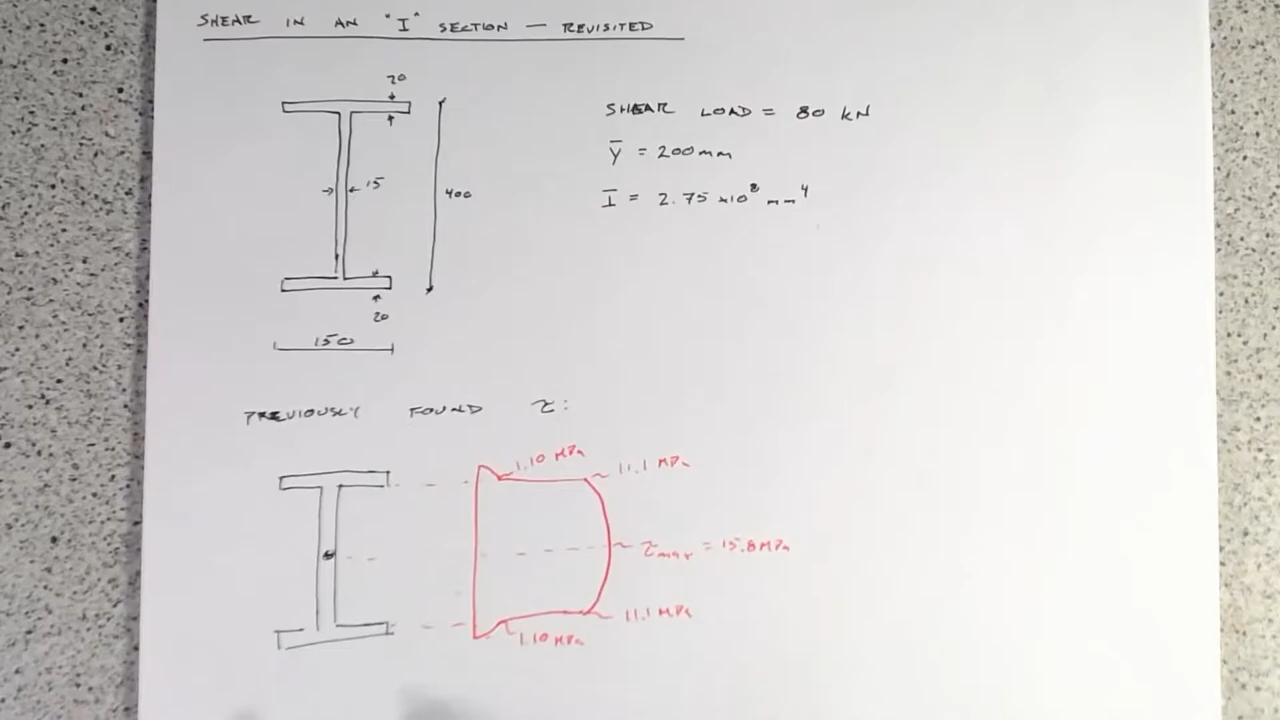 SHEAR IN AN "I" SECTION — REVISITED
20
SHEAR LOAD = 80 kN
ȳ = 200mm
15
400
Ī = 2.75 x10⁸ mm⁴
20
150
PREVIOUSLY FOUND τ:
1.10 MPa
11.1 MPa
τmax = 15.8 MPa
11.1 MPa
1.10 MPa